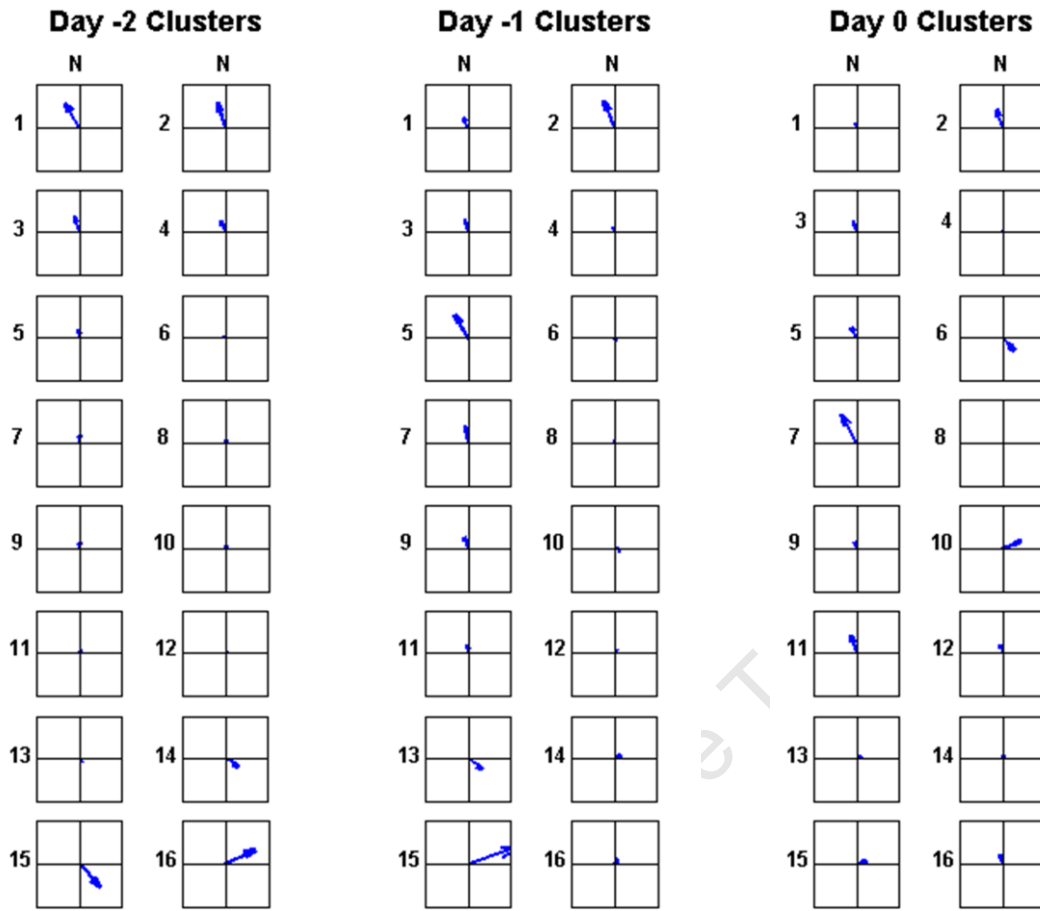 Day -2 Clusters Day -1 Clusters Day 0 Clusters
N N N N N N
1 2 1 2 1 2
3 4 3 4 3 4
5 6 5 6 5 6
7 8 7 8 7 8
9 10 9 10 9 10
11 12 11 12 11 12
13 14 13 14 13 14
15 16 15 16 15 16
e T